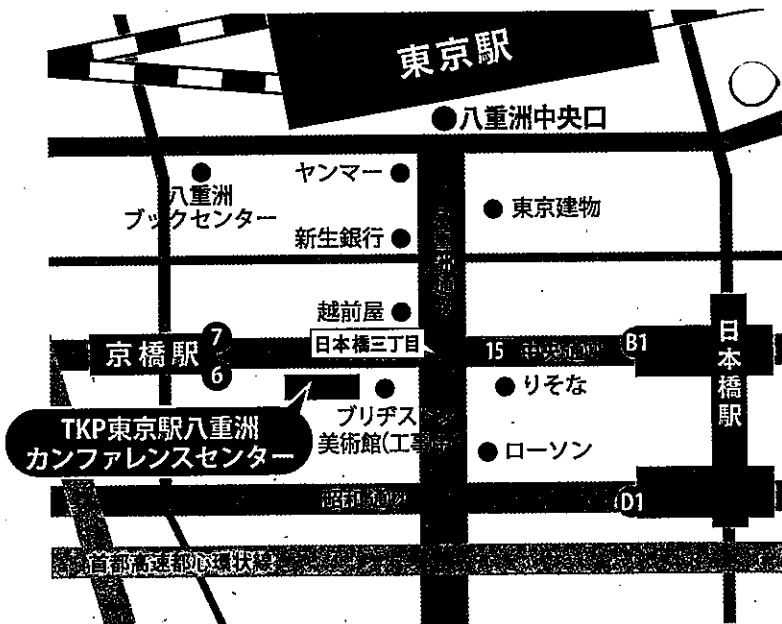 東京駅
八重洲中央口
ヤンマー
八重洲
ブックセンター
東京建物
新生銀行
越前屋
日本橋三丁目
15 中央通り
B1
日本橋駅
京橋駅
7
6
りそな
ブリヂス
美術館(工事
TKP東京駅八重洲
カンファレンスセンター
ローソン
昭和通り
D1
首都高速都心環状線